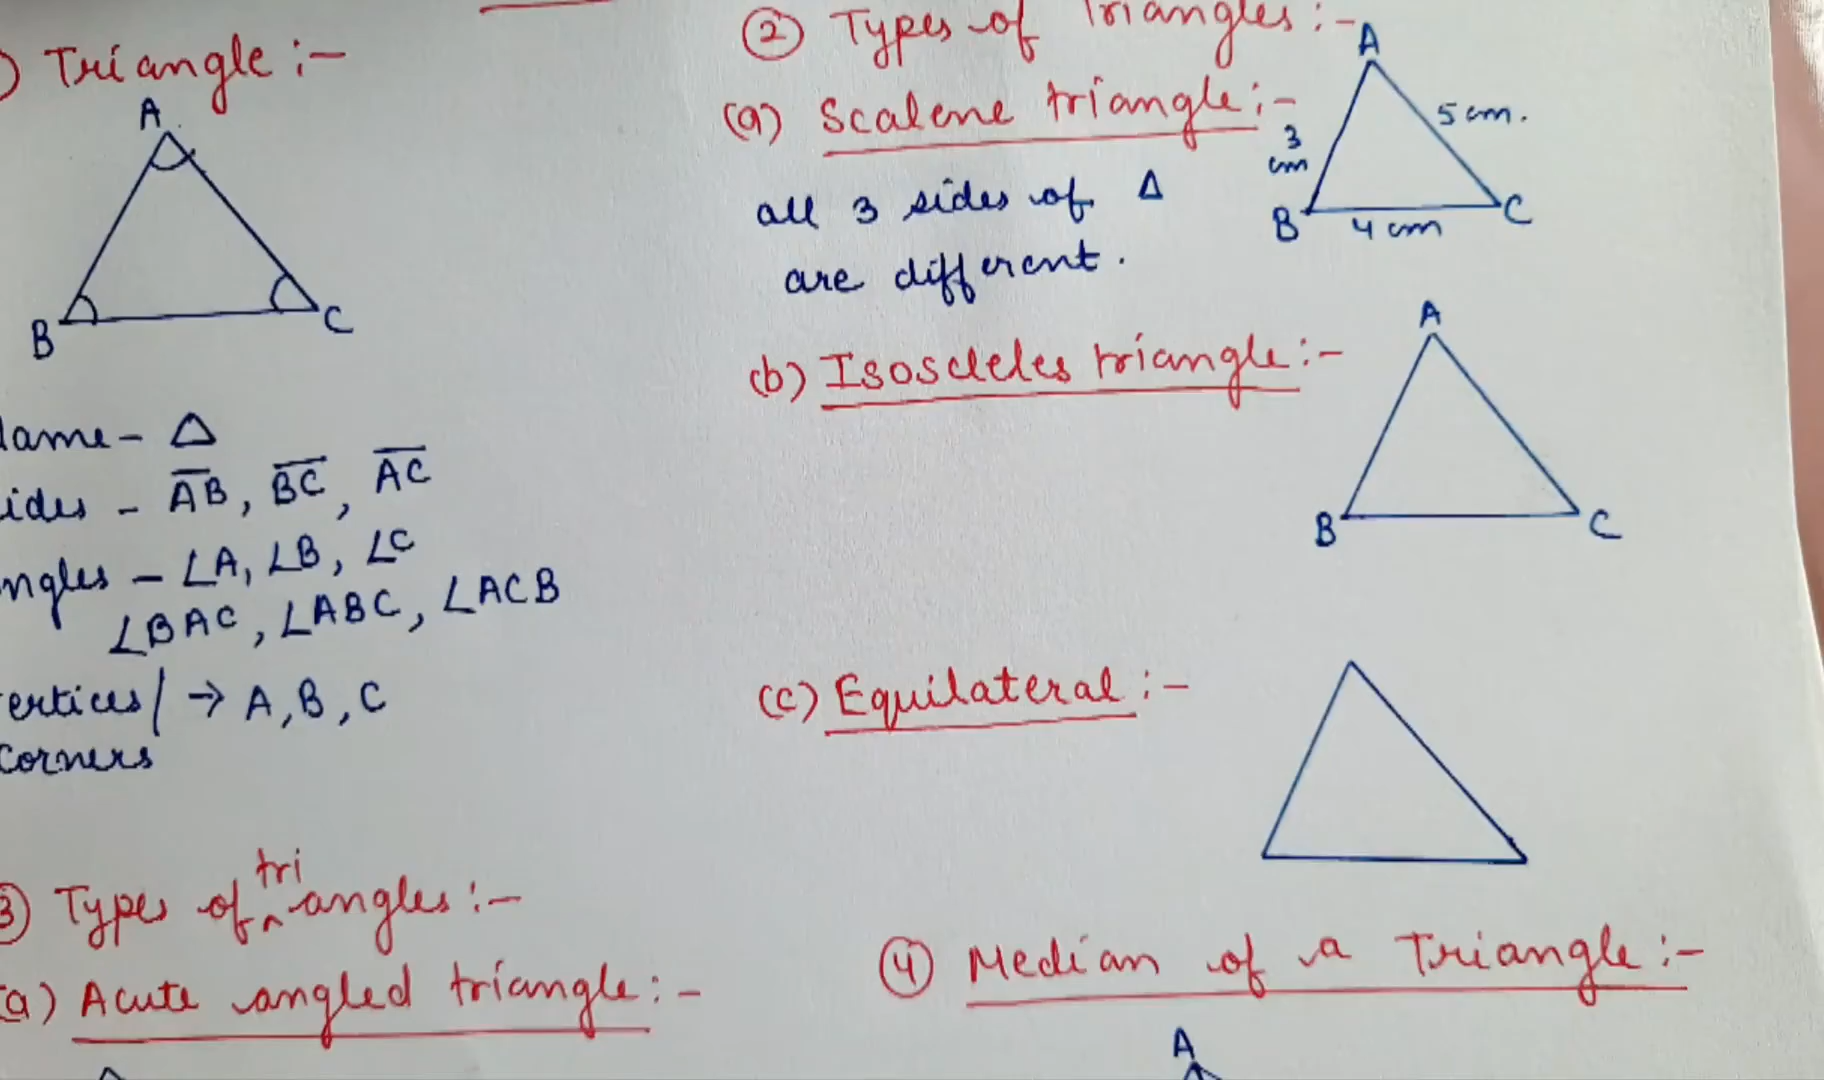 Triangle :-
A
B
C
ame - Δ
ides - AB, BC, AC
ngles - ∠A, ∠B, ∠C
∠BAC, ∠ABC, ∠ACB
ertices/ → A, B, C
corners
③ Types of triangles :-
(a) Acute angled triangle :-
② Types of Triangles :-
(a) Scalene triangle :-
all 3 sides of Δ
are different.
A
3 cm
5 cm.
B
4 cm
C
(b) Isosceles triangle :-
A
B
C
(c) Equilateral :-
④ Median of a Triangle :-
A